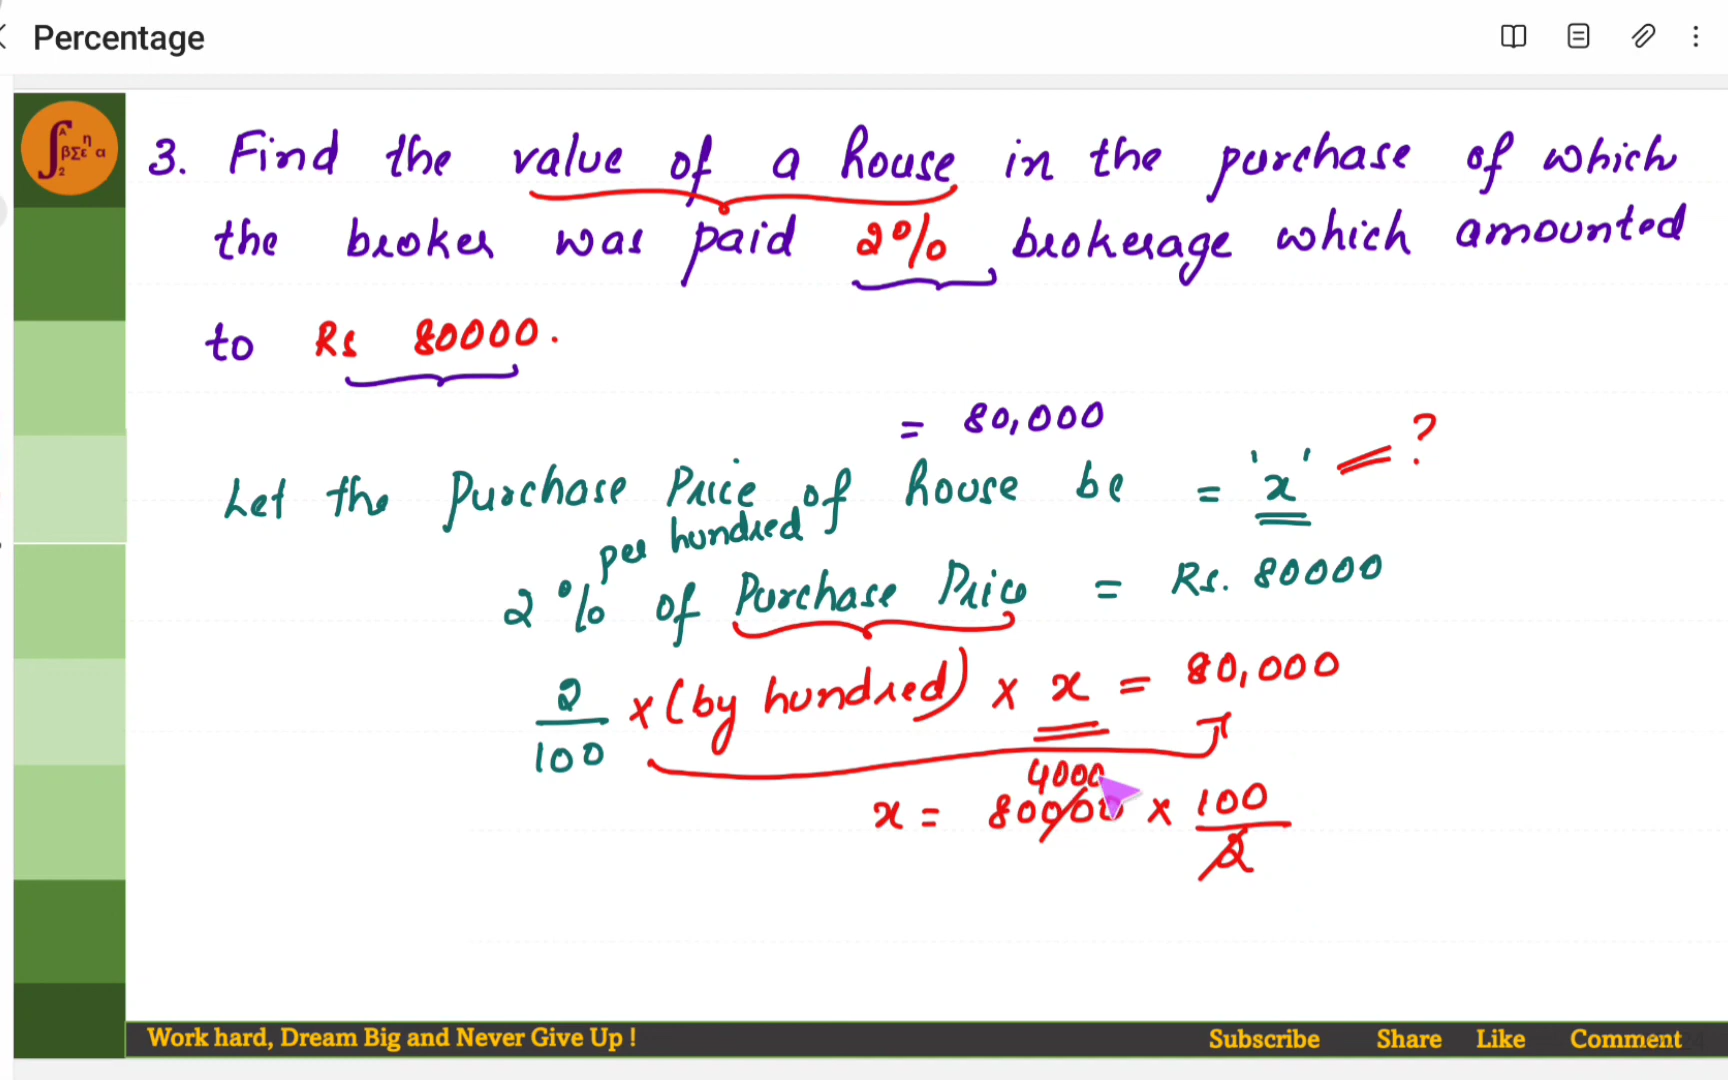 Percentage
3. Find the value of a house in the purchase of which
the broker was paid 2% brokerage which amounted
to Rs 80000.
= 80,000
Let the Purchase Price of house be = 'x' = ?
per hundred
2% of Purchase Price = Rs. 80000
2/100 x (by hundred) x x = 80,000
4000
x = 80000 x 100/2
Work hard, Dream Big and Never Give Up ! Subscribe Share Like Comment